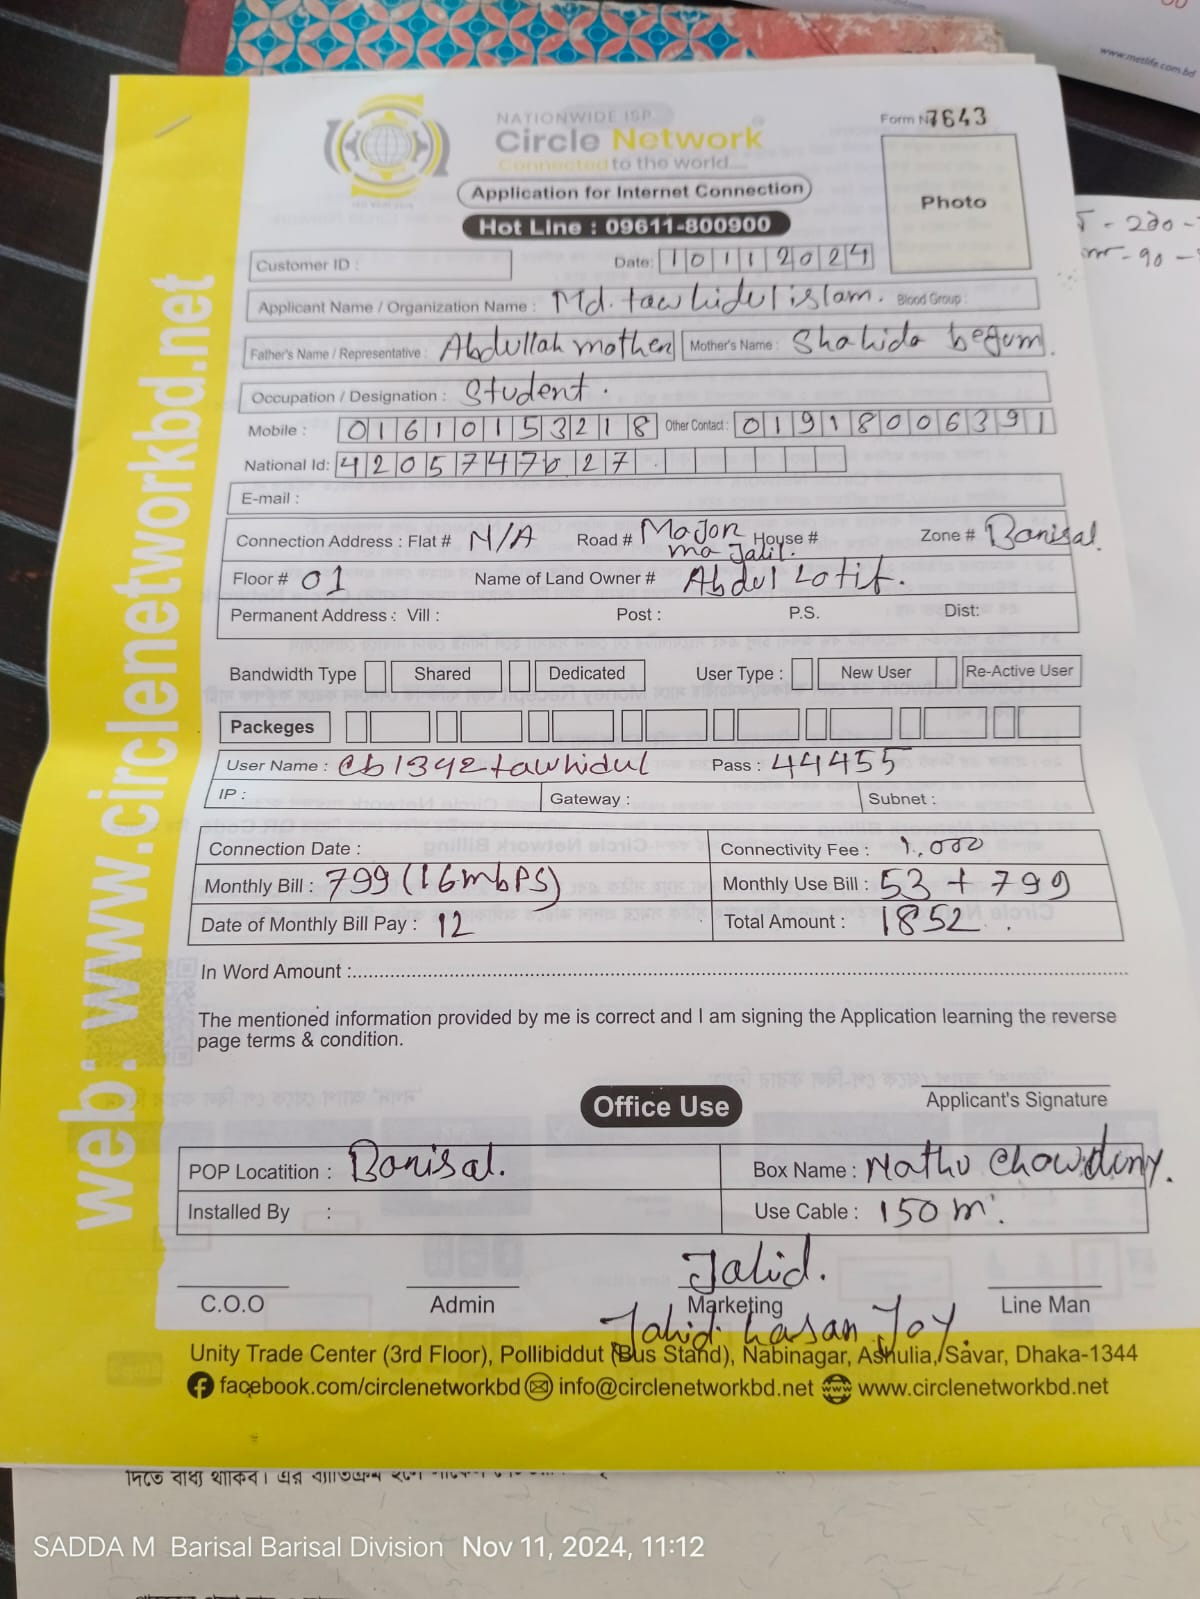 www.metlife.com.bd
NATIONWIDE ISP
Circle Network
Connected to the world....
Form N 7643
Application for Internet Connection
Photo
Hot Line : 09611-800900
Customer ID :
Date: 10112024
Applicant Name / Organization Name : Md. tawhidul islam. Blood Group :
Father's Name / Representative : Abdullah mother Mother's Name : Shahida begum.
Occupation / Designation : Student.
Mobile : 01610153218 Other Contact : 01918006391
National Id: 4205747627
E-mail :
Connection Address : Flat # N/A Road # Major ma Jalil. House # Zone # Barisal.
Floor # 01 Name of Land Owner # Abdul Lotif.
Permanent Address : Vill : Post : P.S. Dist:
Bandwidth Type Shared Dedicated User Type : New User Re-Active User
Packeges
User Name : cb1342tawhidul Pass : 44455
IP : Gateway : Subnet :
Connection Date : Connectivity Fee : 1,000
Monthly Bill : 799 (16mbPS) Monthly Use Bill : 53 + 799
Date of Monthly Bill Pay : 12 Total Amount : 1852.
In Word Amount :
The mentioned information provided by me is correct and I am signing the Application learning the reverse
page terms & condition.
Applicant's Signature
Office Use
POP Locatition : Barisal. Box Name : Nathu Chowdury.
Installed By : Use Cable : 150 m.
Jahid.
C.O.O Admin Marketing Line Man
Jahid hasan Joy.
Unity Trade Center (3rd Floor), Pollibiddut (Bus Stand), Nabinagar, Ashulia, Savar, Dhaka-1344
facebook.com/circlenetworkbd info@circlenetworkbd.net www.circlenetworkbd.net
web: www.circlenetworkbd.net
দিতে বাধ্য থাকিব। এর ব্যতিক্রম
SADDA M Barisal Barisal Division Nov 11, 2024, 11:12